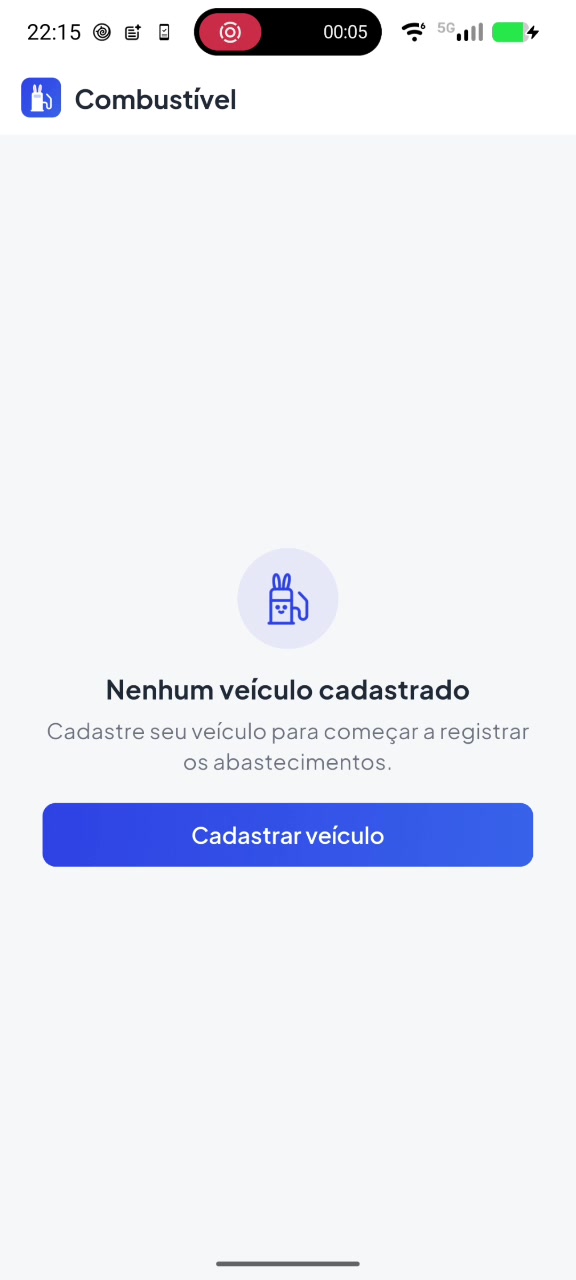 22:15
00:05
5G
Combustível
Nenhum veículo cadastrado
Cadastre seu veículo para começar a registrar
os abastecimentos.
Cadastrar veículo